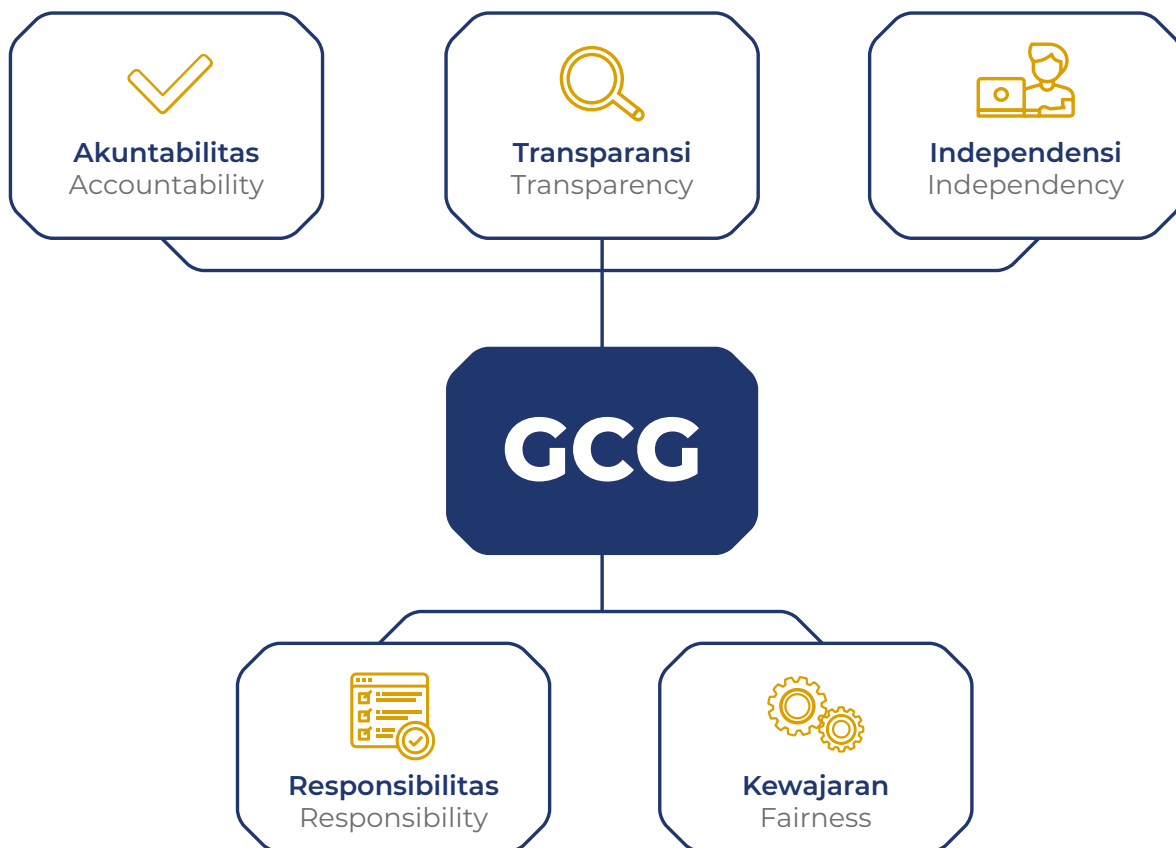 Akuntabilitas
Accountability
Transparansi
Transparency
Independensi
Independency
GCG
Responsibilitas
Responsibility
Kewajaran
Fairness